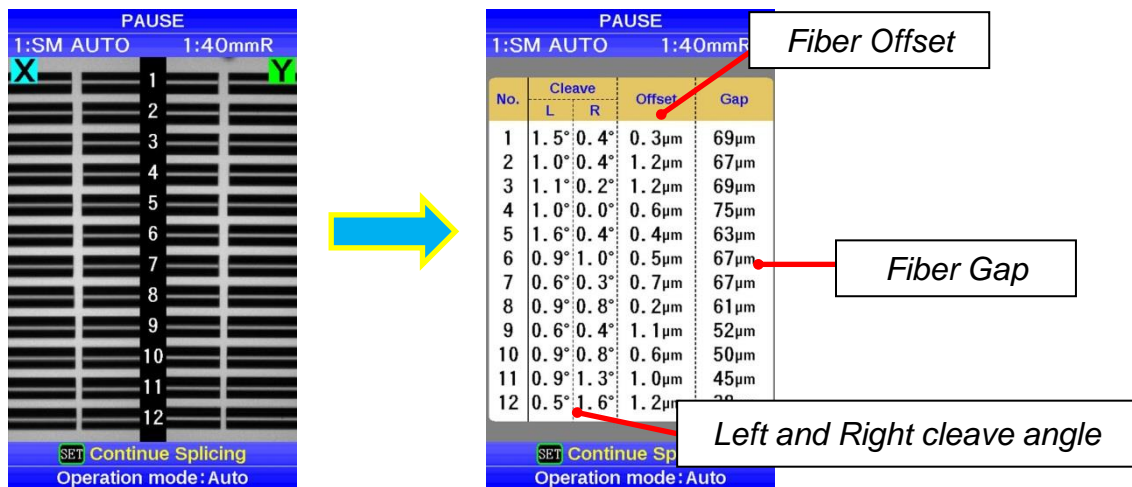 PAUSE
1:SM AUTO 1:40mmR
X Y
1
2
3
4
5
6
7
8
9
10
11
12
SET Continue Splicing
Operation mode:Auto
PAUSE
1:SM AUTO 1:40mmR
Fiber Offset
No. Cleave Offset Gap
L R
1 1.5° 0.4° 0.3µm 69µm
2 1.0° 0.4° 1.2µm 67µm
3 1.1° 0.2° 1.2µm 69µm
4 1.0° 0.0° 0.6µm 75µm
5 1.6° 0.4° 0.4µm 63µm
6 0.9° 1.0° 0.5µm 67µm
7 0.6° 0.3° 0.7µm 67µm
8 0.9° 0.8° 0.2µm 61µm
9 0.6° 0.4° 1.1µm 52µm
10 0.9° 0.8° 0.6µm 50µm
11 0.9° 1.3° 1.0µm 45µm
12 0.5° 1.6° 1.2µm
Fiber Gap
Left and Right cleave angle
SET Continue Sp
Operation mode:Auto